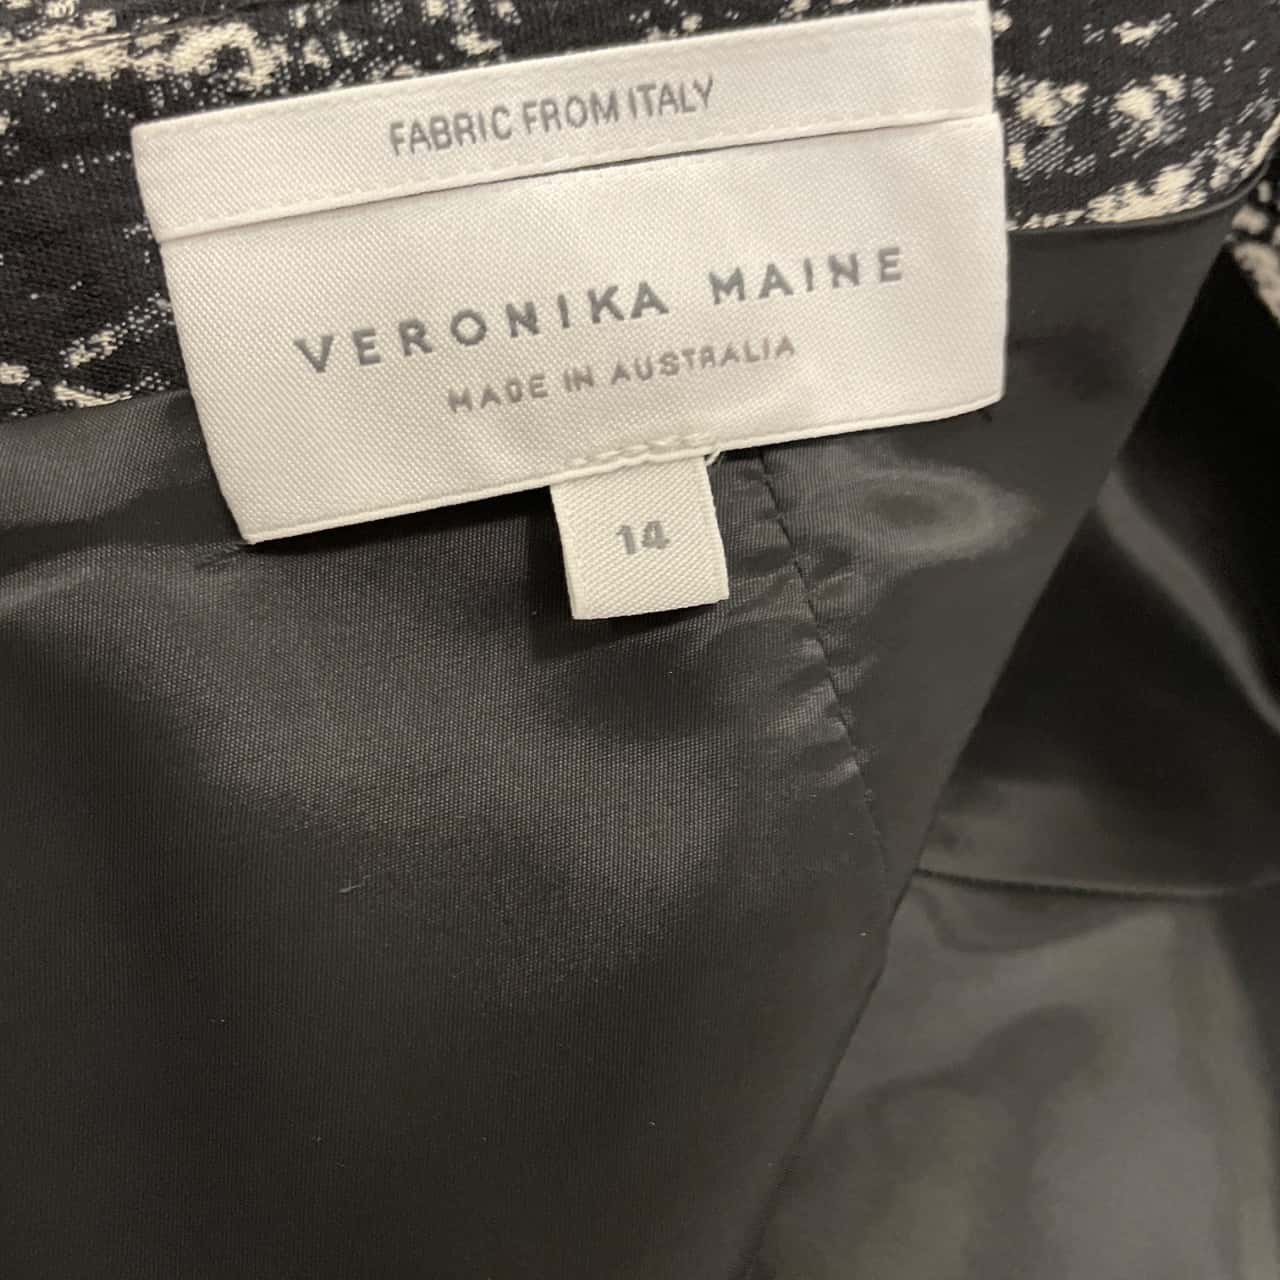 FABRIC FROM ITALY
VERONIKA MAINE
MADE IN AUSTRALIA
14